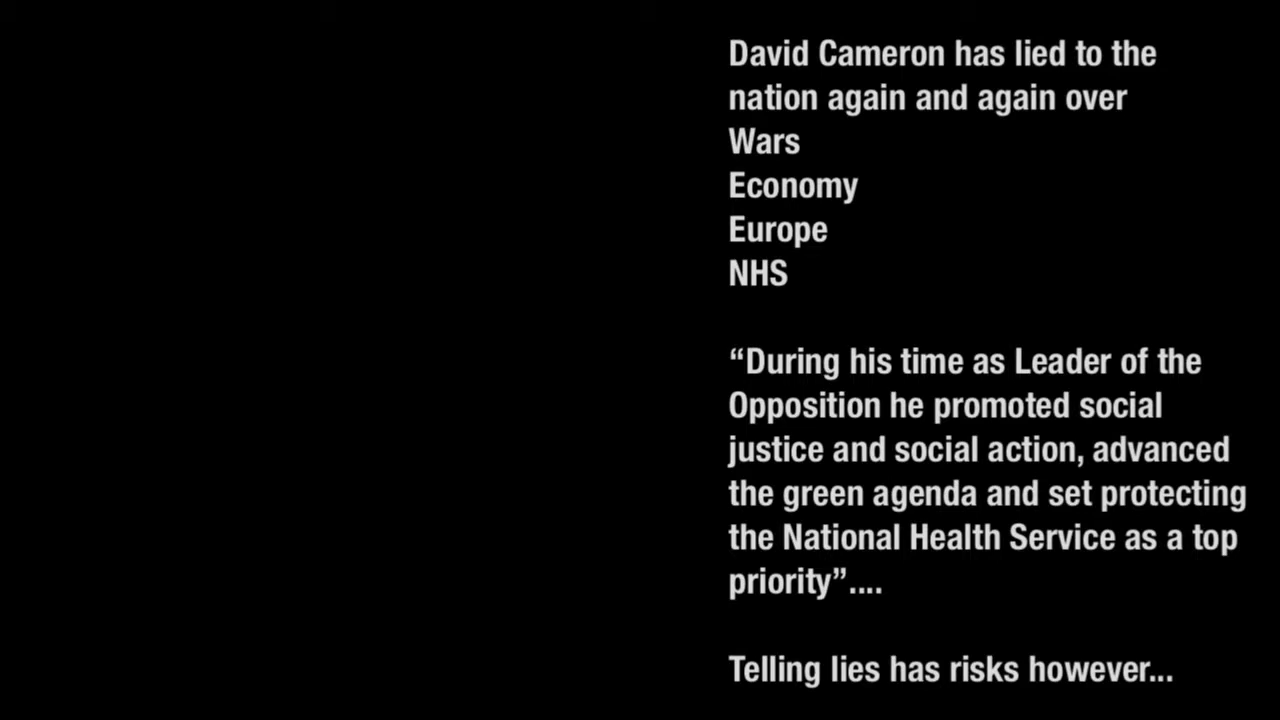 David Cameron has lied to the
nation again and again over
Wars
Economy
Europe
NHS
“During his time as Leader of the
Opposition he promoted social
justice and social action, advanced
the green agenda and set protecting
the National Health Service as a top
priority”....
Telling lies has risks however...